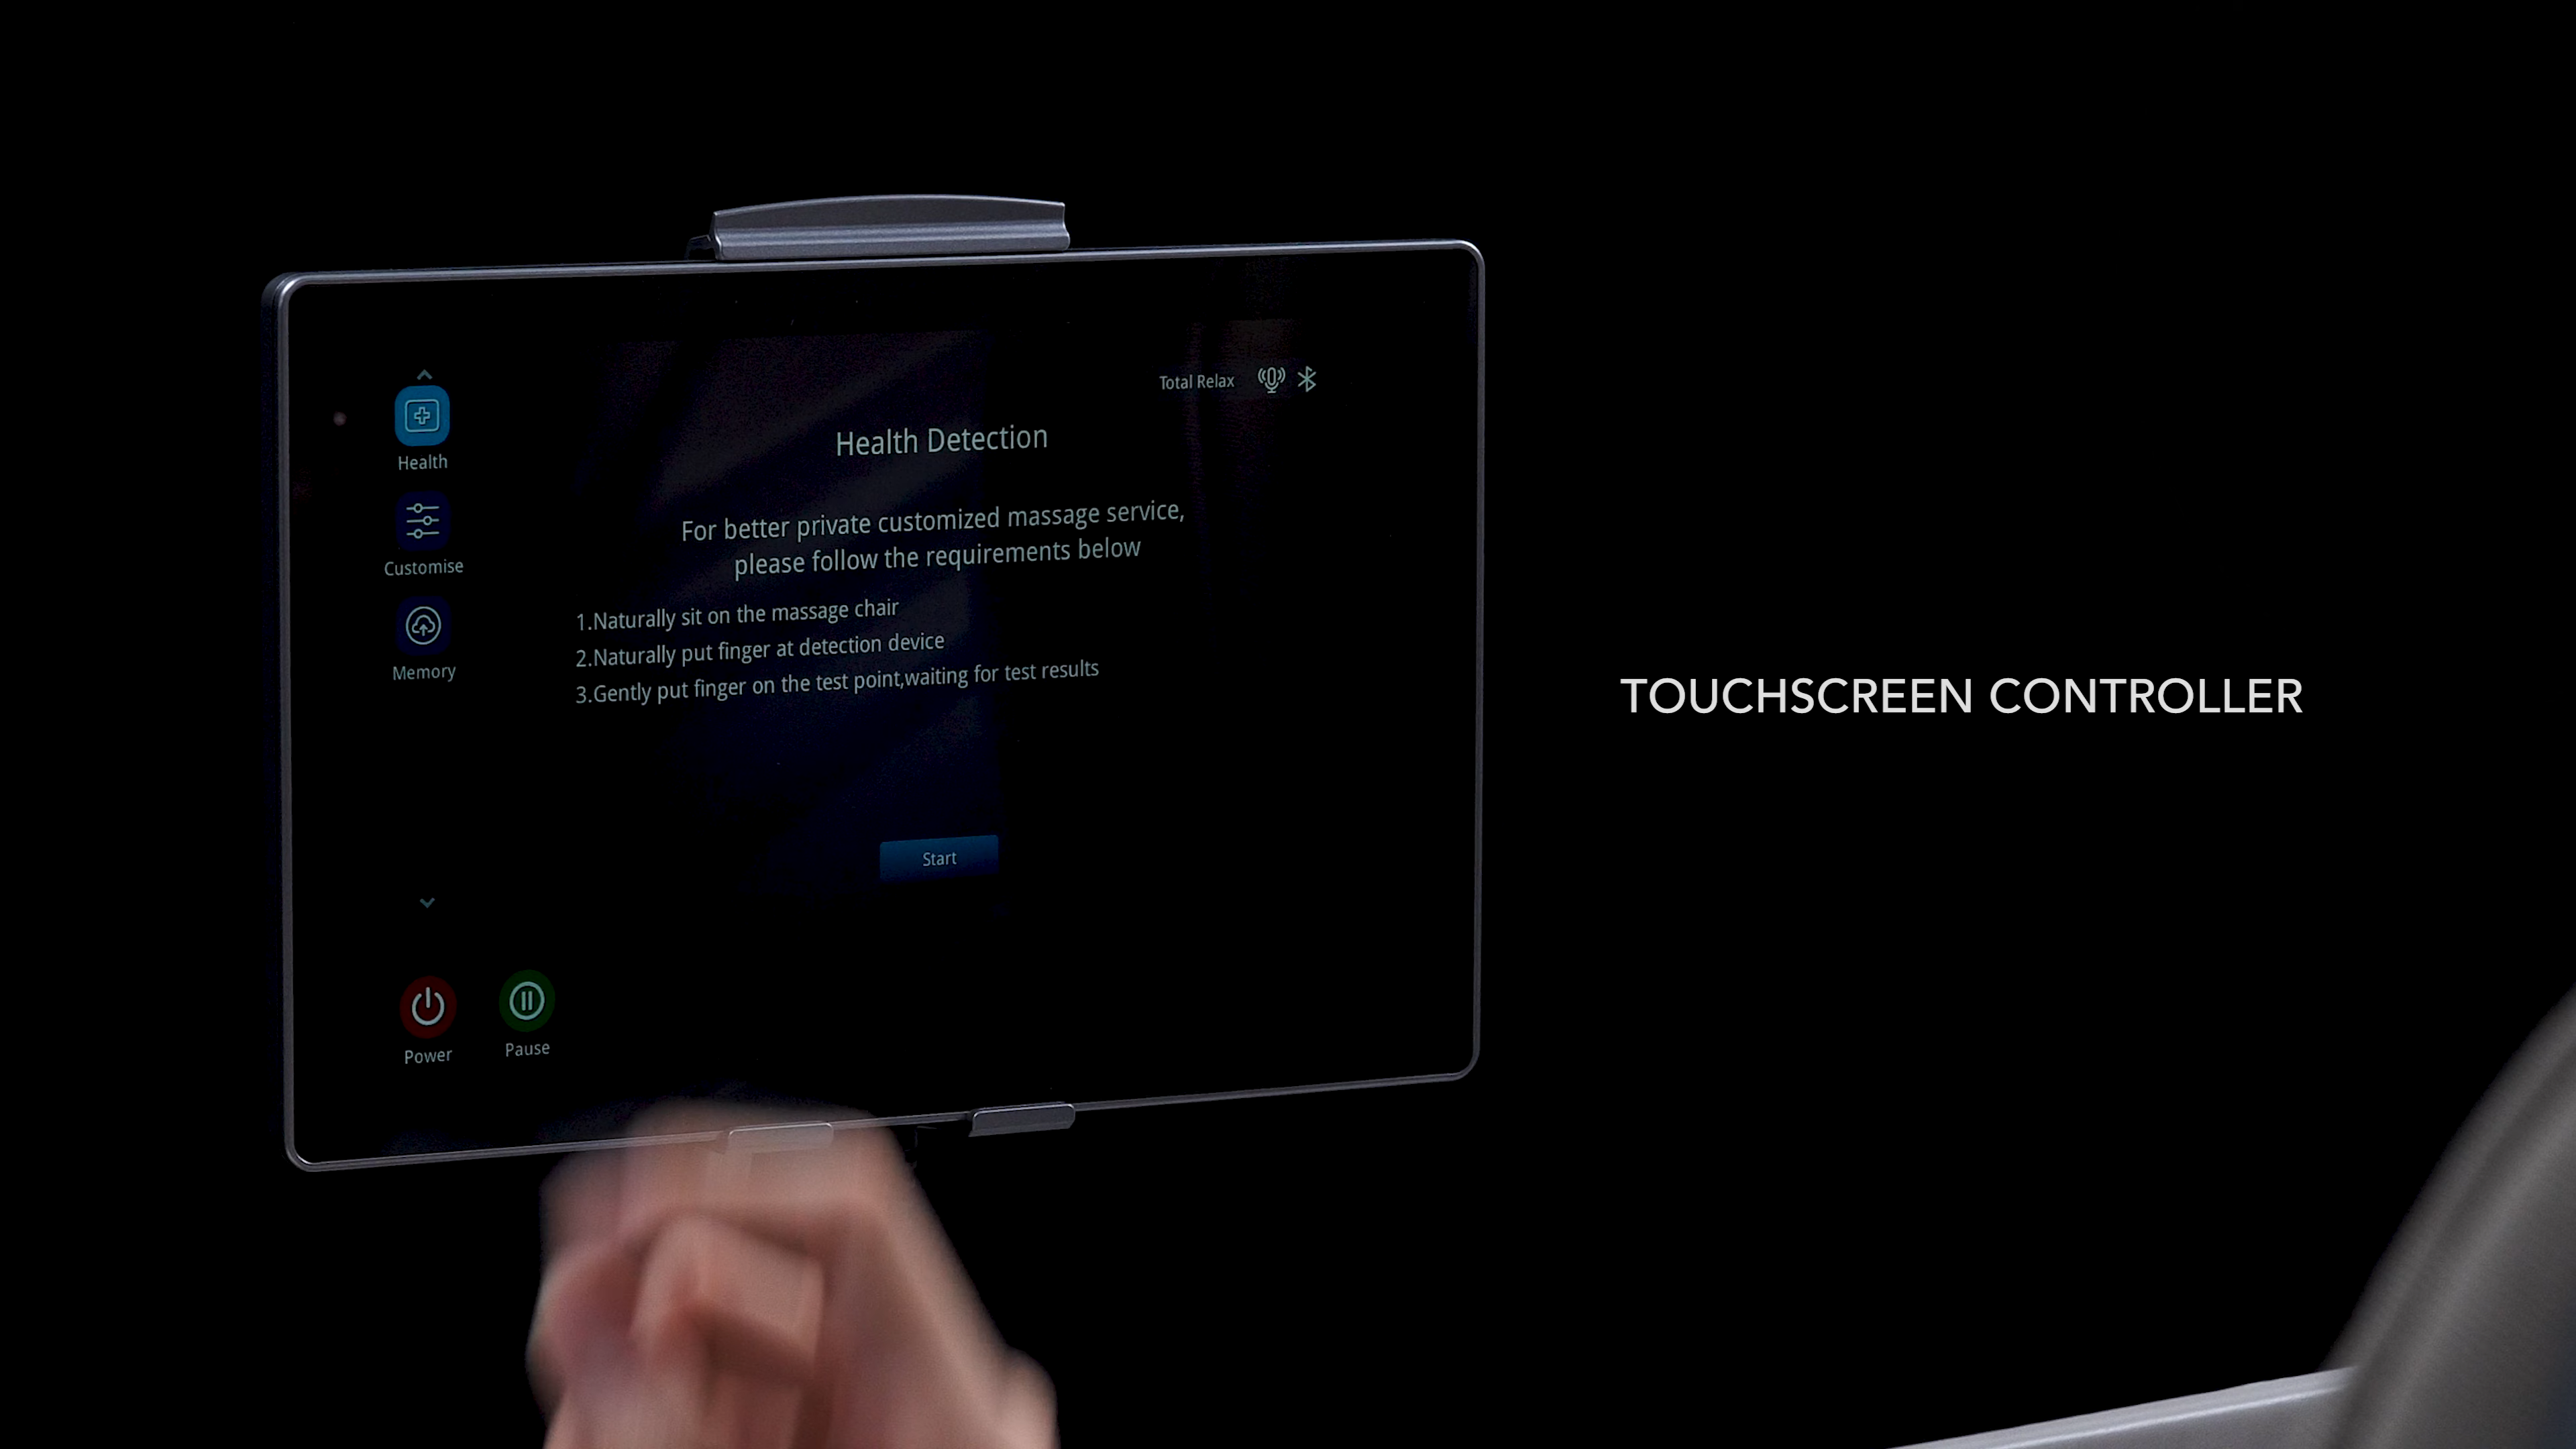 Total Relax
Health
Customise
Memory
Health Detection
For better private customized massage service,
please follow the requirements below
1.Naturally sit on the massage chair
2.Naturally put finger at detection device
3.Gently put finger on the test point,waiting for test results
Start
Power
Pause
TOUCHSCREEN CONTROLLER